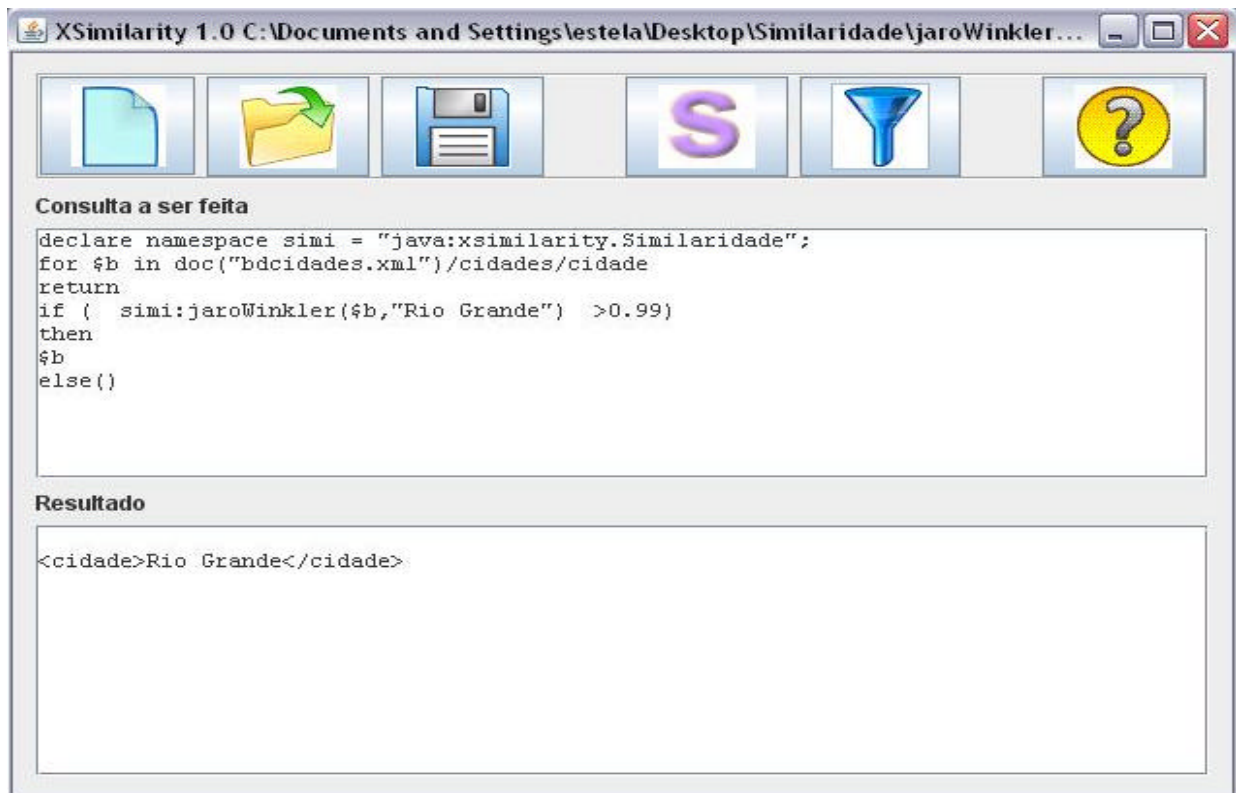 XSimilarity 1.0 C:\Documents and Settings\estela\Desktop\Similaridade\jaroWinkler...
S
?
Consulta a ser feita
declare namespace simi = "java:xsimilarity.Similaridade";
for $b in doc("bdcidades.xml")/cidades/cidade
return
if (  simi:jaroWinkler($b,"Rio Grande")  >0.99)
then
$b
else()
Resultado
<cidade>Rio Grande</cidade>